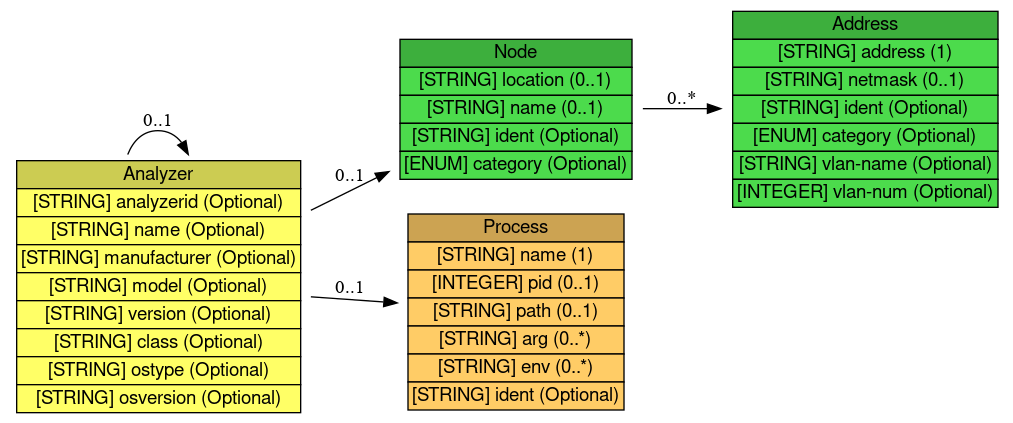 0..1
Analyzer
[STRING] analyzerid (Optional)
[STRING] name (Optional)
[STRING] manufacturer (Optional)
[STRING] model (Optional)
[STRING] version (Optional)
[STRING] class (Optional)
[STRING] ostype (Optional)
[STRING] osversion (Optional)
0..1
0..1
Node
[STRING] location (0..1)
[STRING] name (0..1)
[STRING] ident (Optional)
[ENUM] category (Optional)
Process
[STRING] name (1)
[INTEGER] pid (0..1)
[STRING] path (0..1)
[STRING] arg (0..*)
[STRING] env (0..*)
[STRING] ident (Optional)
0..*
Address
[STRING] address (1)
[STRING] netmask (0..1)
[STRING] ident (Optional)
[ENUM] category (Optional)
[STRING] vlan-name (Optional)
[INTEGER] vlan-num (Optional)